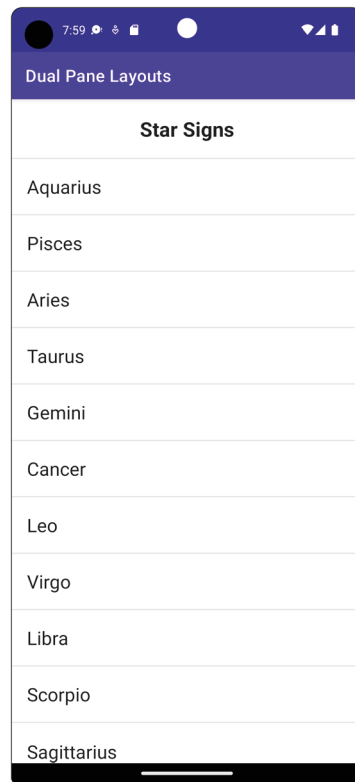 7:59
Dual Pane Layouts
Star Signs
Aquarius
Pisces
Aries
Taurus
Gemini
Cancer
Leo
Virgo
Libra
Scorpio
Sagittarius